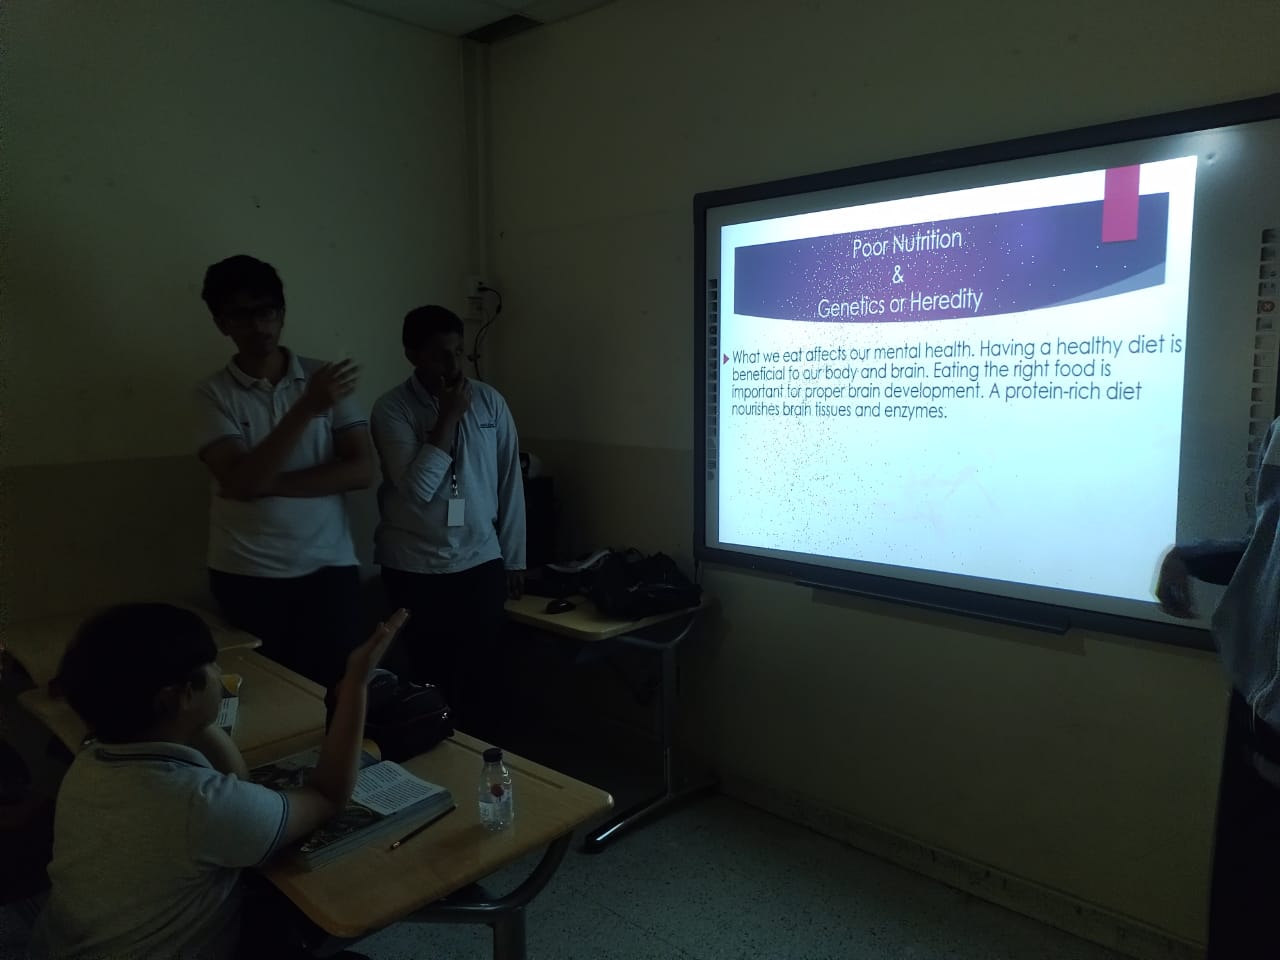 Poor Nutrition
&
Genetics or Heredity
What we eat affects our mental health. Having a healthy diet is
beneficial to our body and brain. Eating the right food is
important for proper brain development. A protein-rich diet
nourishes brain tissues and enzymes.